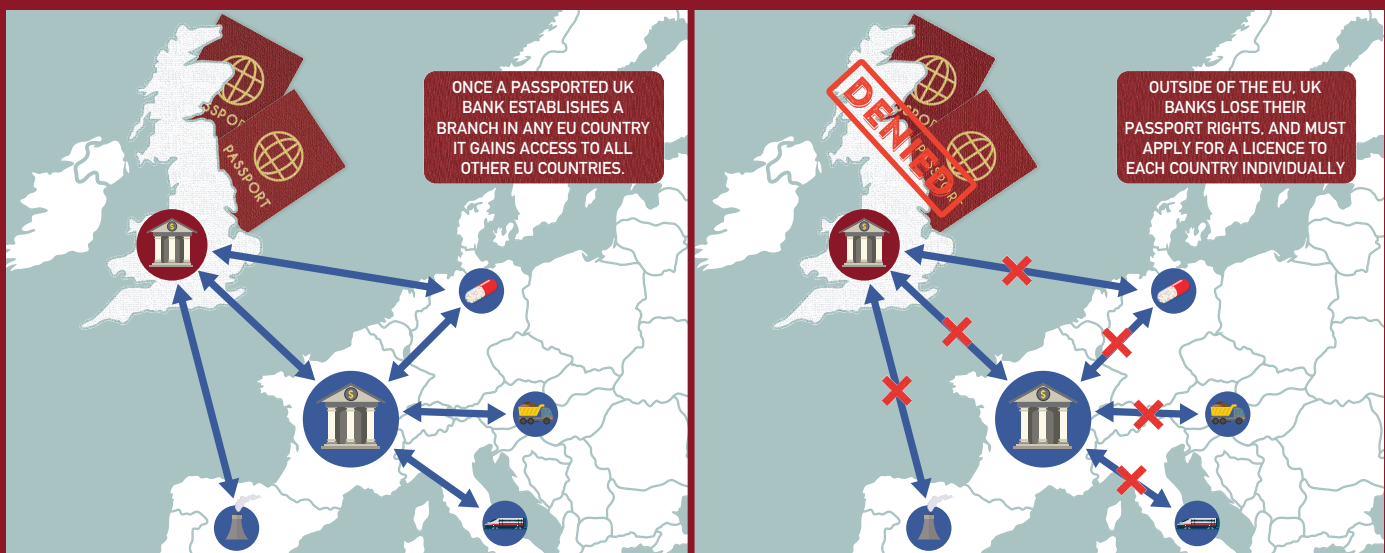 PASSPORT
ONCE A PASSPORTED UK
BANK ESTABLISHES A
BRANCH IN ANY EU COUNTRY
IT GAINS ACCESS TO ALL
OTHER EU COUNTRIES.
DENIED
OUTSIDE OF THE EU, UK
BANKS LOSE THEIR
PASSPORT RIGHTS, AND MUST
APPLY FOR A LICENCE TO
EACH COUNTRY INDIVIDUALLY